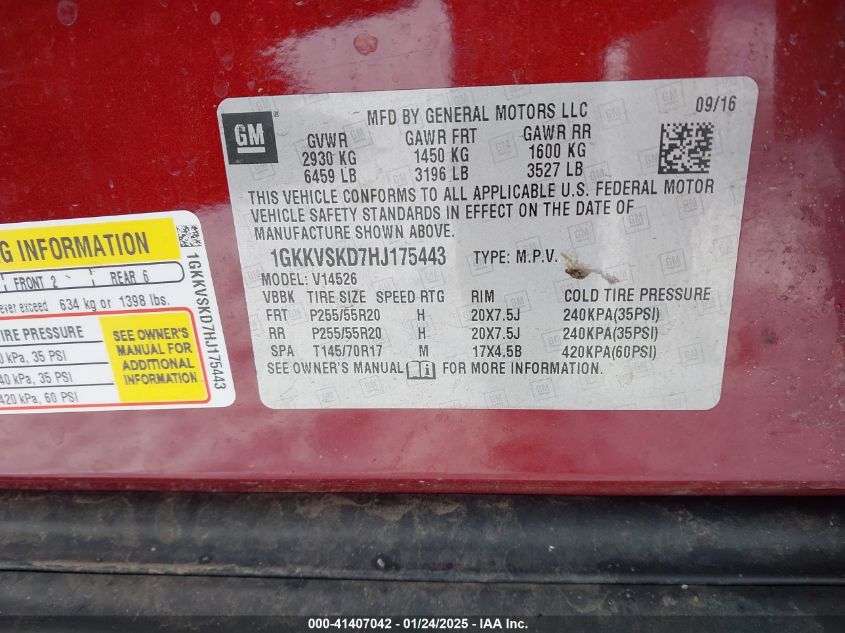 MFD BY GENERAL MOTORS LLC 09/16
GM
GVWR GAWR FRT GAWR RR
2930 KG 1450 KG 1600 KG
6459 LB 3196 LB 3527 LB
THIS VEHICLE CONFORMS TO ALL APPLICABLE U.S. FEDERAL MOTOR
VEHICLE SAFETY STANDARDS IN EFFECT ON THE DATE OF
MANUFACTURE SHOWN ABOVE.
1GKKVSKD7HJ175443 TYPE: M.P.V.
MODEL: V14526
VBBK TIRE SIZE SPEED RTG RIM COLD TIRE PRESSURE
FRT P255/55R20 H 20X7.5J 240KPA(35PSI)
RR P255/55R20 H 20X7.5J 240KPA(35PSI)
SPA T145/70R17 M 17X4.5B 420KPA(60PSI)
SEE OWNER'S MANUAL i FOR MORE INFORMATION.
G INFORMATION
FRONT 2 REAR 6
ever exceed 634 kg or 1398 lbs.
IRE PRESSURE
0 kPa, 35 PSI
40 kPa, 35 PSI
420 kPa, 60 PSI
SEE OWNER'S
MANUAL FOR
ADDITIONAL
INFORMATION
1GKKVSKD7HJ175443
000-41407042 - 01/24/2025 - IAA Inc.